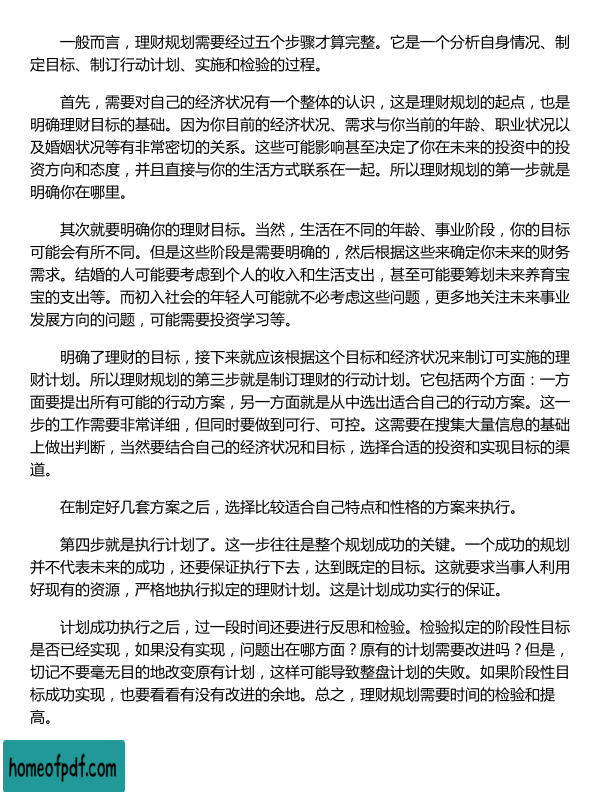 一般而言，理财规划需要经过五个步骤才算完整。它是一个分析自身情况、制
定目标、制订行动计划、实施和检验的过程。
首先，需要对自己的经济状况有一个整体的认识，这是理财规划的起点，也是
明确理财目标的基础。因为你目前的经济状况、需求与你当前的年龄、职业状况以
及婚姻状况等有非常密切的关系。这些可能影响甚至决定了你在未来的投资中的投
资方向和态度，并且直接与你的生活方式联系在一起。所以理财规划的第一步就是
明确你在哪里。
其次就要明确你的理财目标。当然，生活在不同的年龄、事业阶段，你的目标
可能会有所不同。但是这些阶段是需要明确的，然后根据这些来确定你未来的财务
需求。结婚的人可能要考虑到个人的收入和生活支出，甚至可能要筹划未来养育宝
宝的支出等。而初入社会的年轻人可能就不必考虑这些问题，更多地关注未来事业
发展方向的问题，可能需要投资学习等。
明确了理财的目标，接下来就应该根据这个目标和经济状况来制订可实施的理
财计划。所以理财规划的第三步就是制订理财的行动计划。它包括两个方面：一方
面要提出所有可能的行动方案，另一方面就是从中选出适合自己的行动方案。这一
步的工作需要非常详细，但同时要做到可行、可控。这需要在搜集大量信息的基础
上做出判断，当然要结合自己的经济状况和目标，选择合适的投资和实现目标的渠
道。
在制定好几套方案之后，选择比较适合自己特点和性格的方案来执行。
第四步就是执行计划了。这一步往往是整个规划成功的关键。一个成功的规划
并不代表未来的成功，还要保证执行下去，达到既定的目标。这就要求当事人利用
好现有的资源，严格地执行拟定的理财计划。这是计划成功实行的保证。
计划成功执行之后，过一段时间还要进行反思和检验。检验拟定的阶段性目标
是否已经实现，如果没有实现，问题出在哪方面？原有的计划需要改进吗？但是，
切记不要毫无目的地改变原有计划，这样可能导致整盘计划的失败。如果阶段性目
标成功实现，也要看看有没有改进的余地。总之，理财规划需要时间的检验和提
高。
homeofpdf.com